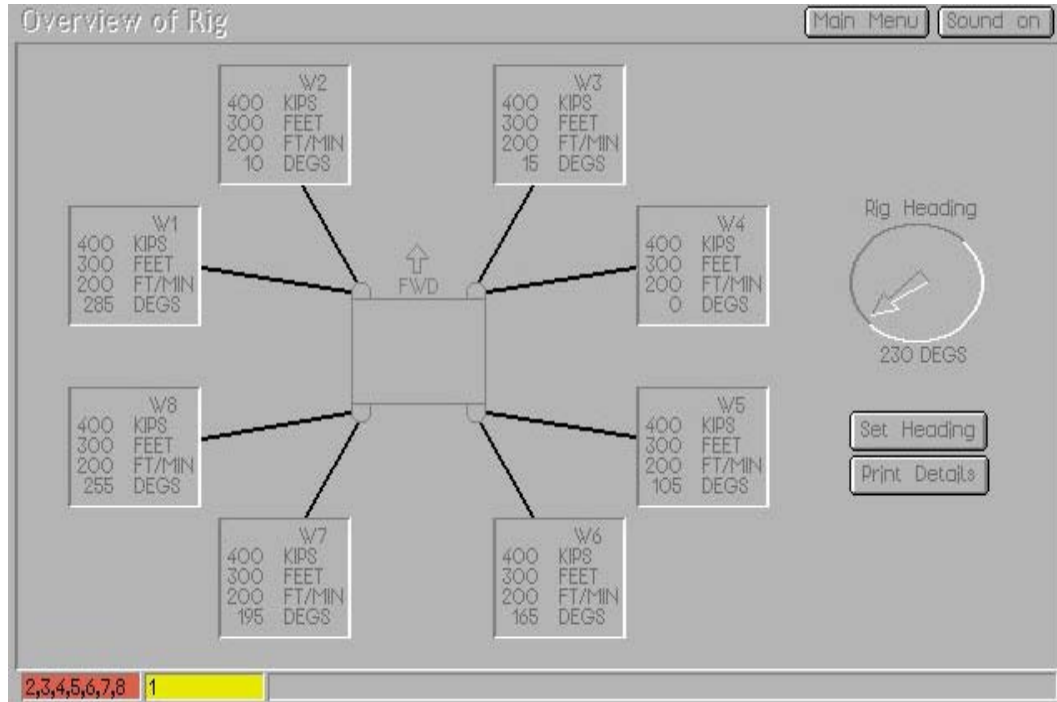 Overview of Rig
Main Menu
Sound on
W2
400 KIPS
300 FEET
200 FT/MIN
10 DEGS
W3
400 KIPS
300 FEET
200 FT/MIN
15 DEGS
W1
400 KIPS
300 FEET
200 FT/MIN
285 DEGS
FWD
W4
400 KIPS
300 FEET
200 FT/MIN
0 DEGS
Rig Heading
230 DEGS
W8
400 KIPS
300 FEET
200 FT/MIN
255 DEGS
W5
400 KIPS
300 FEET
200 FT/MIN
105 DEGS
Set Heading
Print Details
W7
400 KIPS
300 FEET
200 FT/MIN
195 DEGS
W6
400 KIPS
300 FEET
200 FT/MIN
165 DEGS
2,3,4,5,6,7,8
1